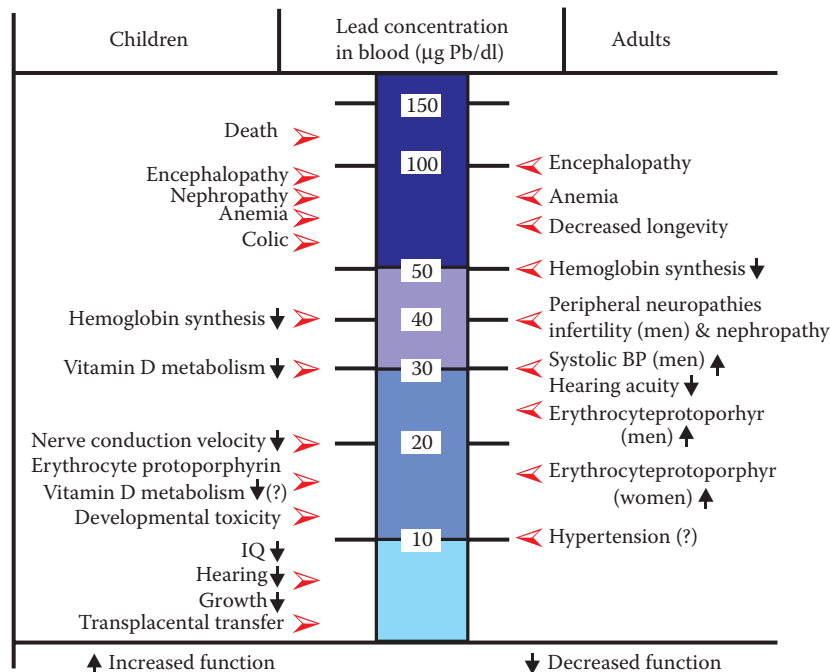 Children
Lead concentration
in blood (µg Pb/dl)
Adults
150
Death
100
Encephalopathy
Encephalopathy
Nephropathy
Anemia
Anemia
Decreased longevity
Colic
50
Hemoglobin synthesis ↓
Hemoglobin synthesis ↓
40
Peripheral neuropathies
infertility (men) & nephropathy
Vitamin D metabolism ↓
30
Systolic BP (men) ↑
Hearing acuity ↓
Erythrocyteprotoporhyr
(men) ↑
Nerve conduction velocity ↓
20
Erythrocyte protoporphyrin
Vitamin D metabolism ↓(?)
Erythrocyteprotoporphyr
(women) ↑
Developmental toxicity
10
Hypertension (?)
IQ ↓
Hearing ↓
Growth ↓
Transplacental transfer
↑ Increased function
↓ Decreased function